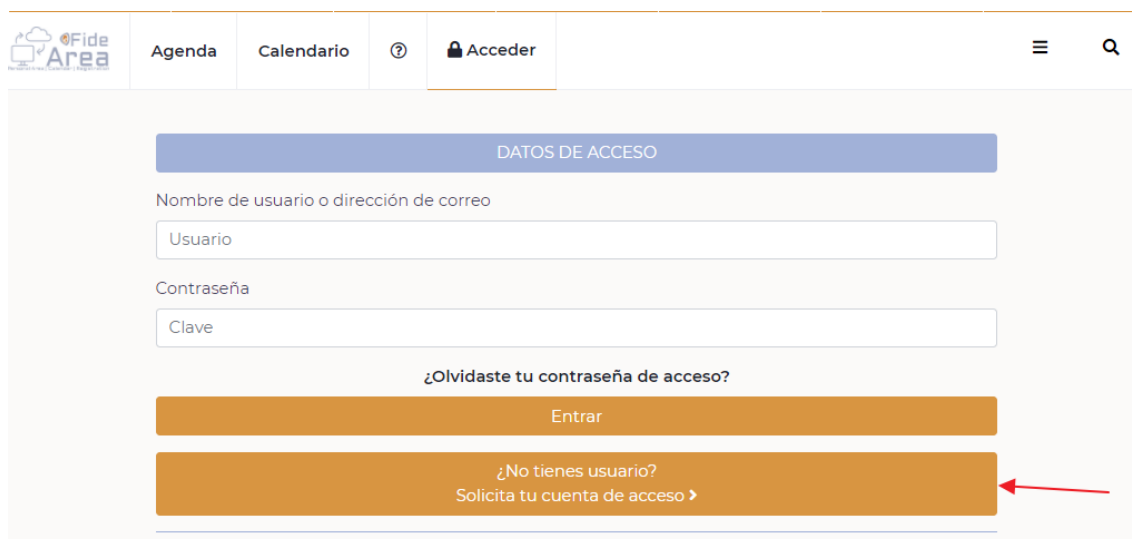 Fide
Area
Agenda
Calendario
Acceder
DATOS DE ACCESO
Nombre de usuario o dirección de correo
Usuario
Contraseña
Clave
¿Olvidaste tu contraseña de acceso?
Entrar
¿No tienes usuario?
Solicita tu cuenta de acceso